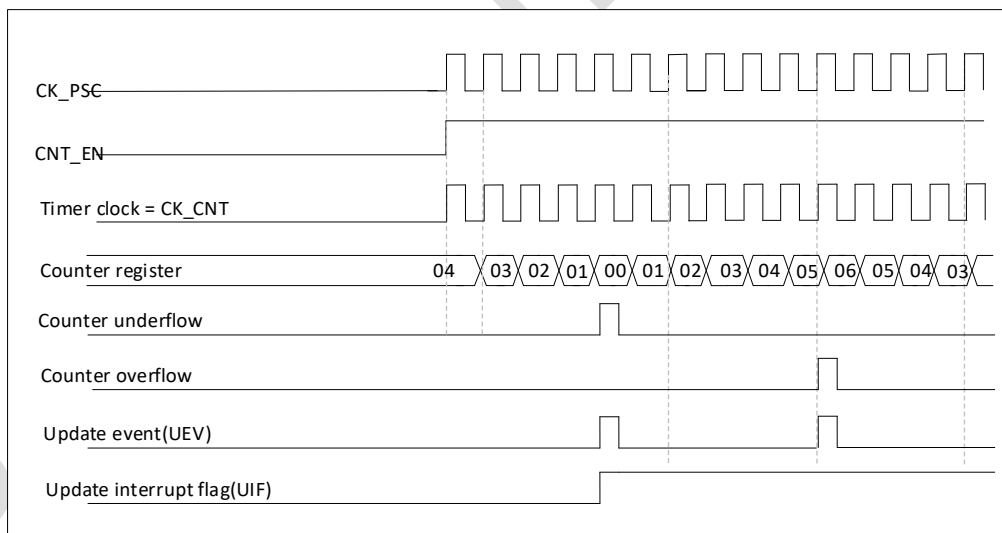 CK_PSC
CNT_EN
Timer clock = CK_CNT
Counter register 04 03 02 01 00 01 02 03 04 05 06 05 04 03
Counter underflow
Counter overflow
Update event(UEV)
Update interrupt flag(UIF)